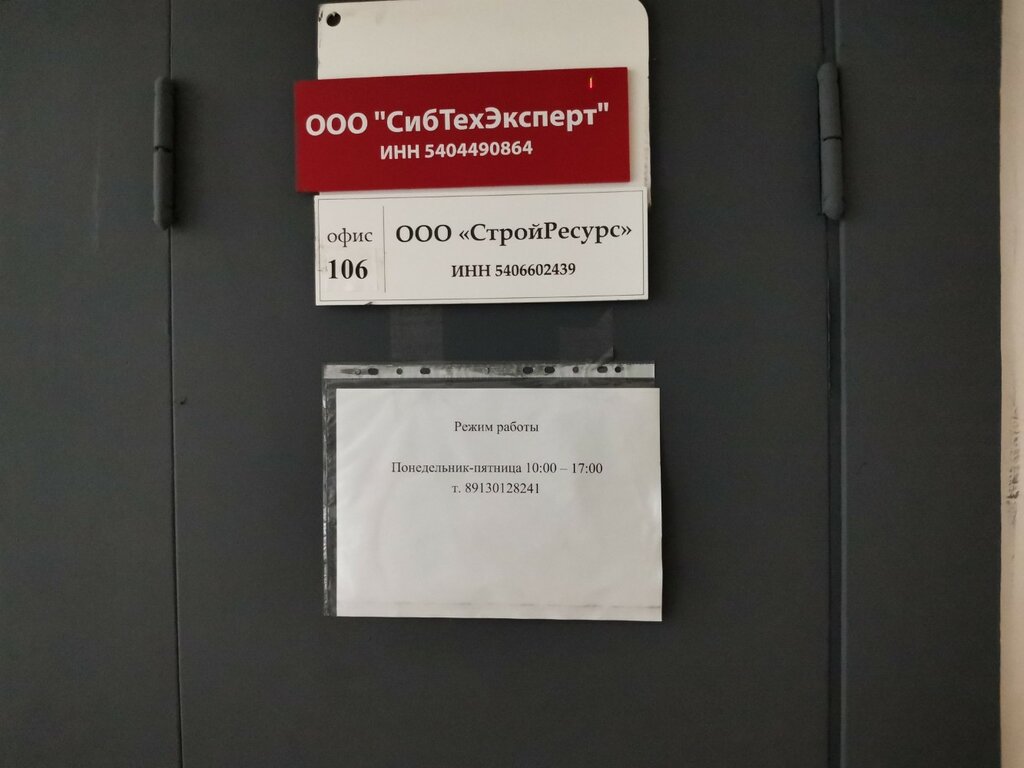 ООО "СибТехЭксперт"
ИНН 5404490864
офис
106
ООО «СтройРесурс»
ИНН 5406602439
Режим работы
Понедельник-пятница 10:00 – 17:00
т. 89130128241